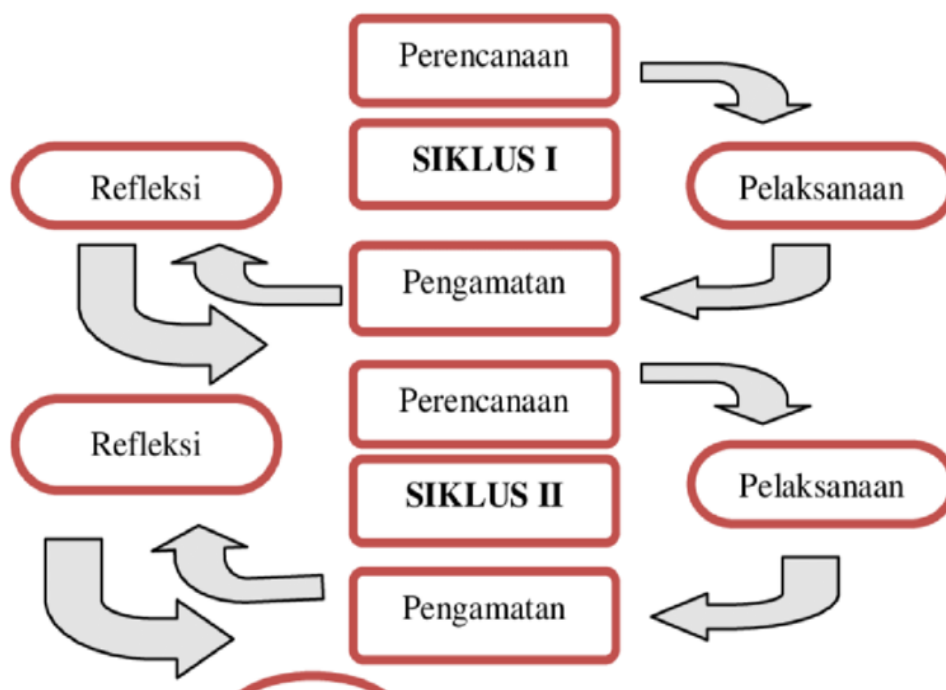 Perencanaan
SIKLUS I
Refleksi
Pelaksanaan
Pengamatan
Perencanaan
Refleksi
SIKLUS II
Pelaksanaan
Pengamatan